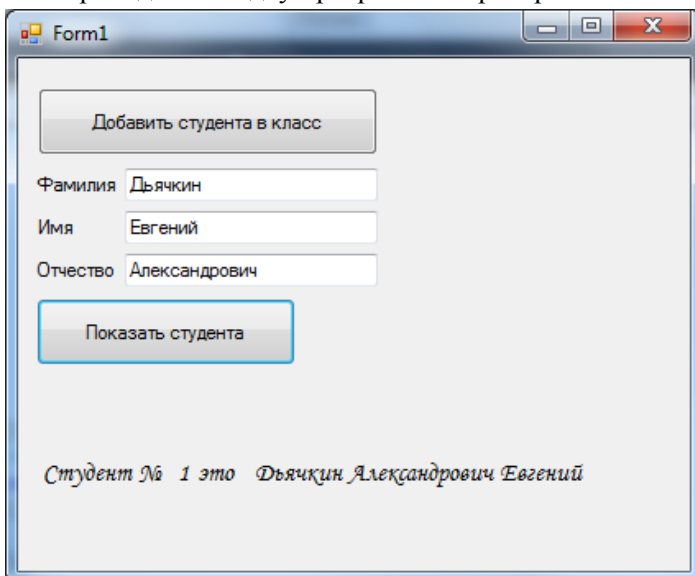 Form1
Добавить студента в класс
Фамилия Дьячкин
Имя Евгений
Отчество Александрович
Показать студента
Студент № 1 это Дьячкин Александрович Евгений